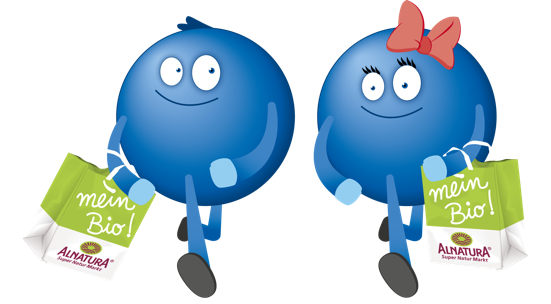 mein
Bio!
ALNATURA
Super Natur Markt
mein
Bio!
ALNATURA
Super Natur Markt